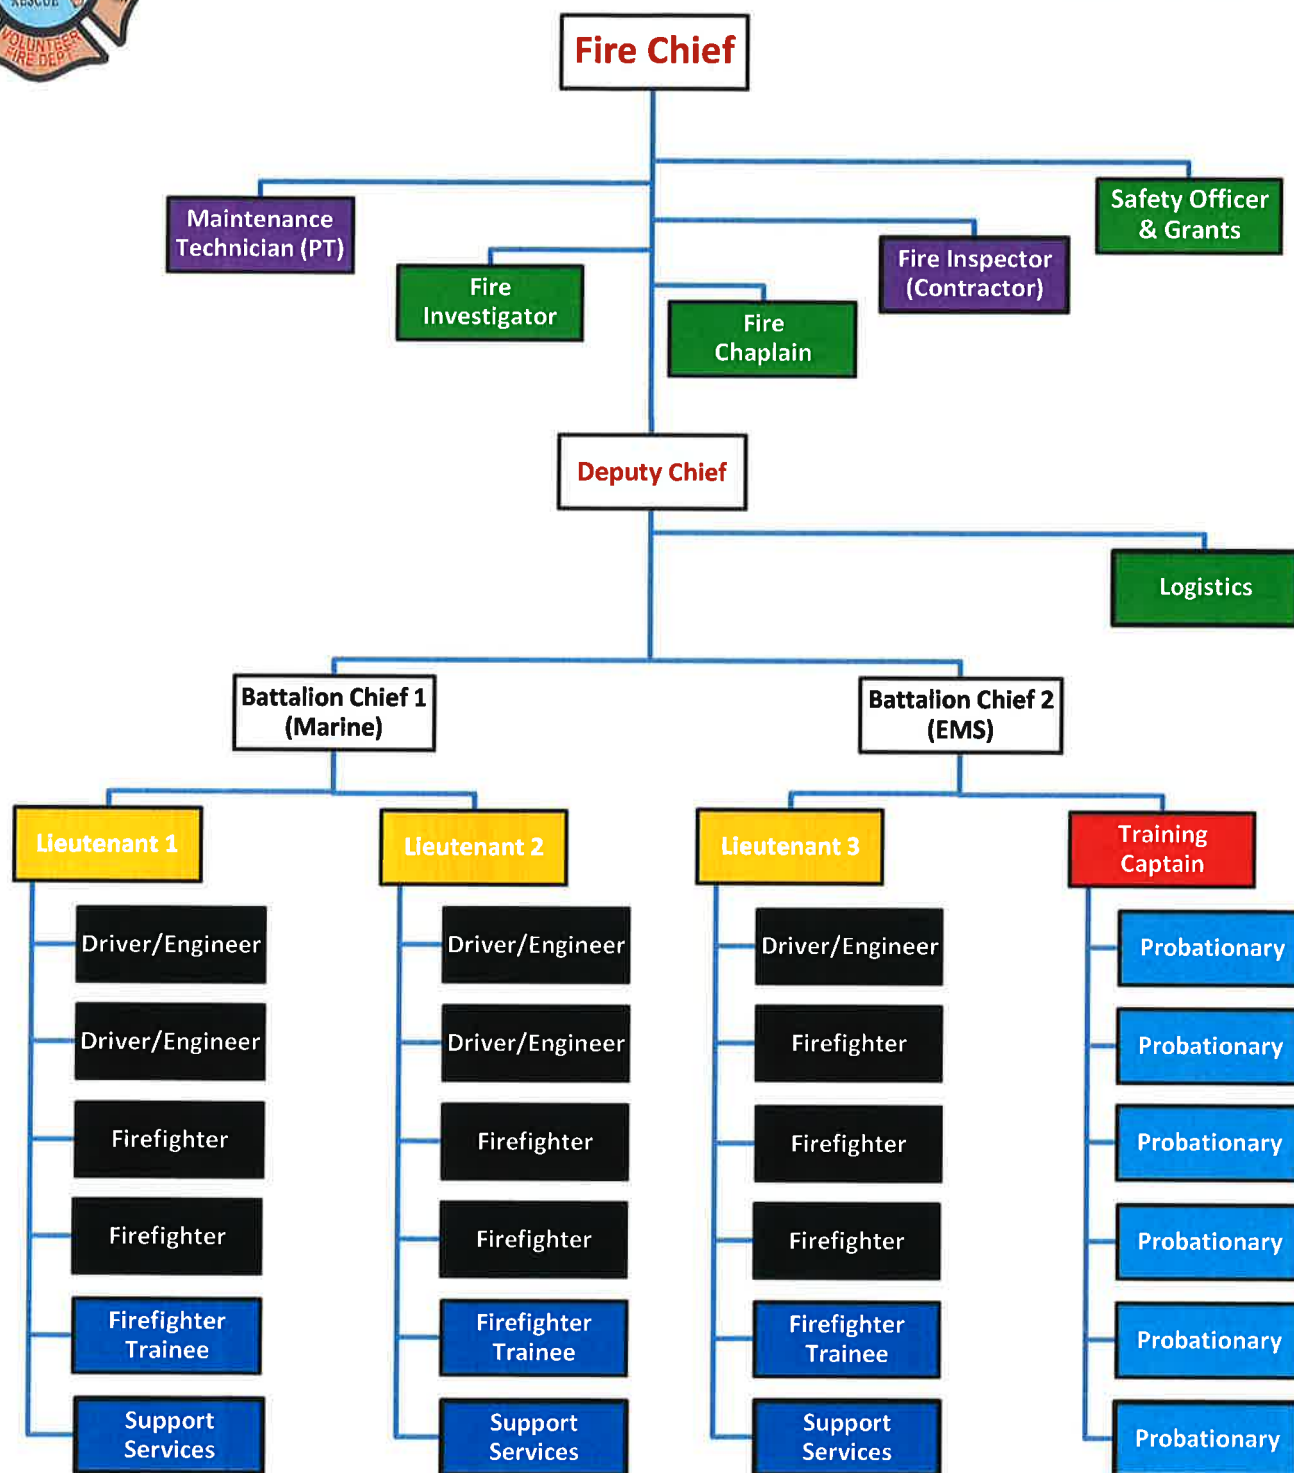 RESCUE
VOLUNTEER
FIRE DEPT.
Fire Chief
Maintenance
Technician (PT)
Safety Officer
& Grants
Fire Inspector
(Contractor)
Fire
Investigator
Fire
Chaplain
Deputy Chief
Logistics
Battalion Chief 1
(Marine)
Battalion Chief 2
(EMS)
Lieutenant 1
Driver/Engineer
Driver/Engineer
Firefighter
Firefighter
Firefighter
Trainee
Support
Services
Lieutenant 2
Driver/Engineer
Driver/Engineer
Firefighter
Firefighter
Firefighter
Trainee
Support
Services
Lieutenant 3
Driver/Engineer
Firefighter
Firefighter
Firefighter
Firefighter
Trainee
Support
Services
Training
Captain
Probationary
Probationary
Probationary
Probationary
Probationary
Probationary